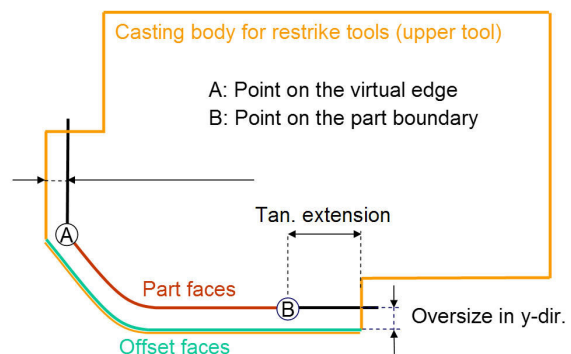 Casting body for restrike tools (upper tool)
A: Point on the virtual edge
B: Point on the part boundary
Tan. extension
A
Part faces
B
Oversize in y-dir.
Offset faces